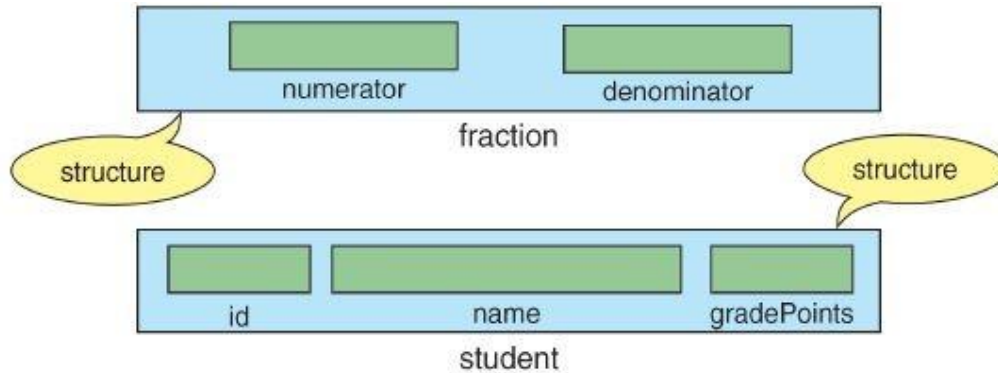 numerator denominator
fraction
structure structure
id name gradePoints
student